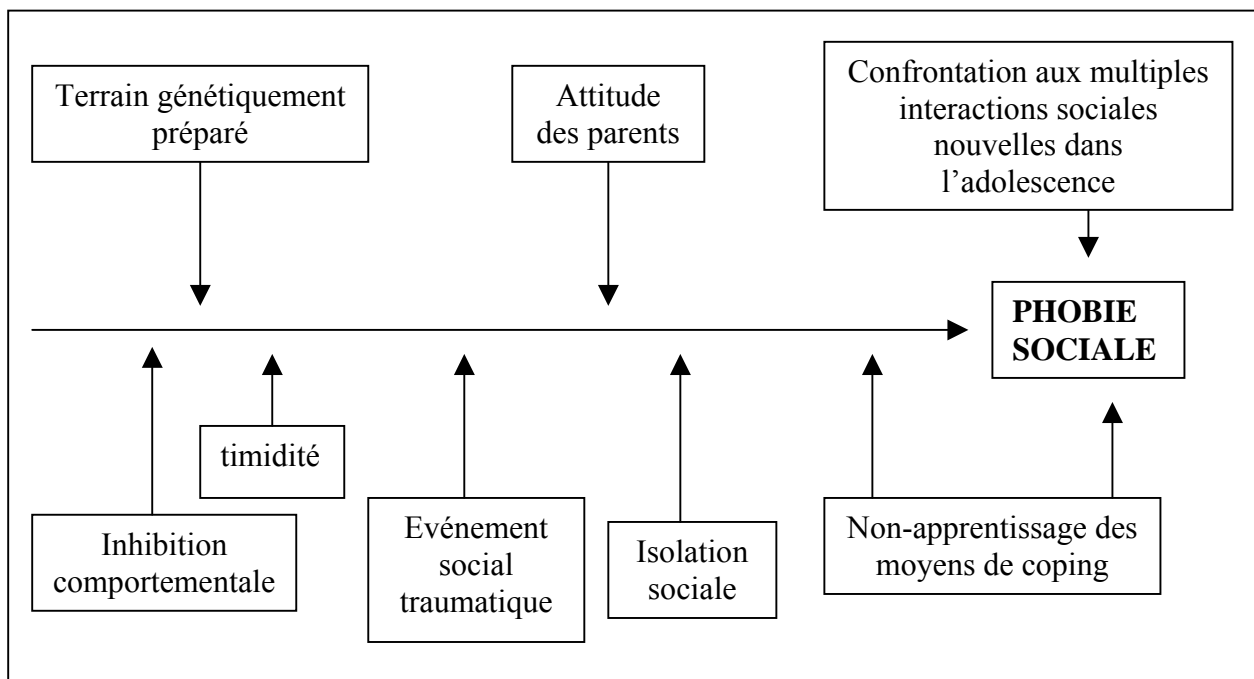 Terrain génétiquement
préparé
Attitude
des parents
Confrontation aux multiples
interactions sociales
nouvelles dans
l’adolescence
PHOBIE
SOCIALE
timidité
Inhibition
comportementale
Evénement
social
traumatique
Isolation
sociale
Non-apprentissage des
moyens de coping